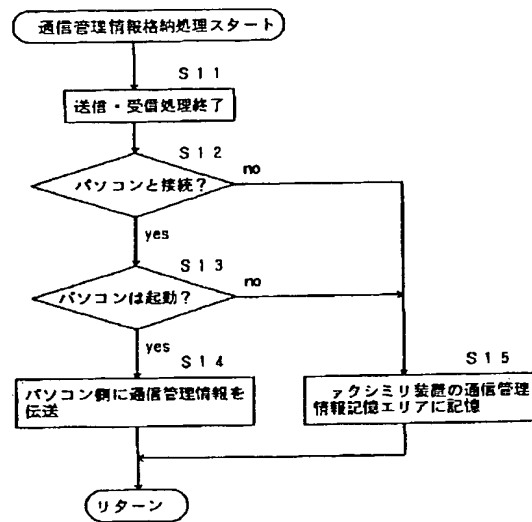 通信管理情報格納処理スタート
S11
送信・受信処理終了
S12
パソコンと接続?
no
yes
S13
パソコンは起動?
no
yes
S14
パソコン側に通信管理情報を
伝送
S15
ァクシミリ装置の通信管理
情報記憶エリアに記憶
リターン